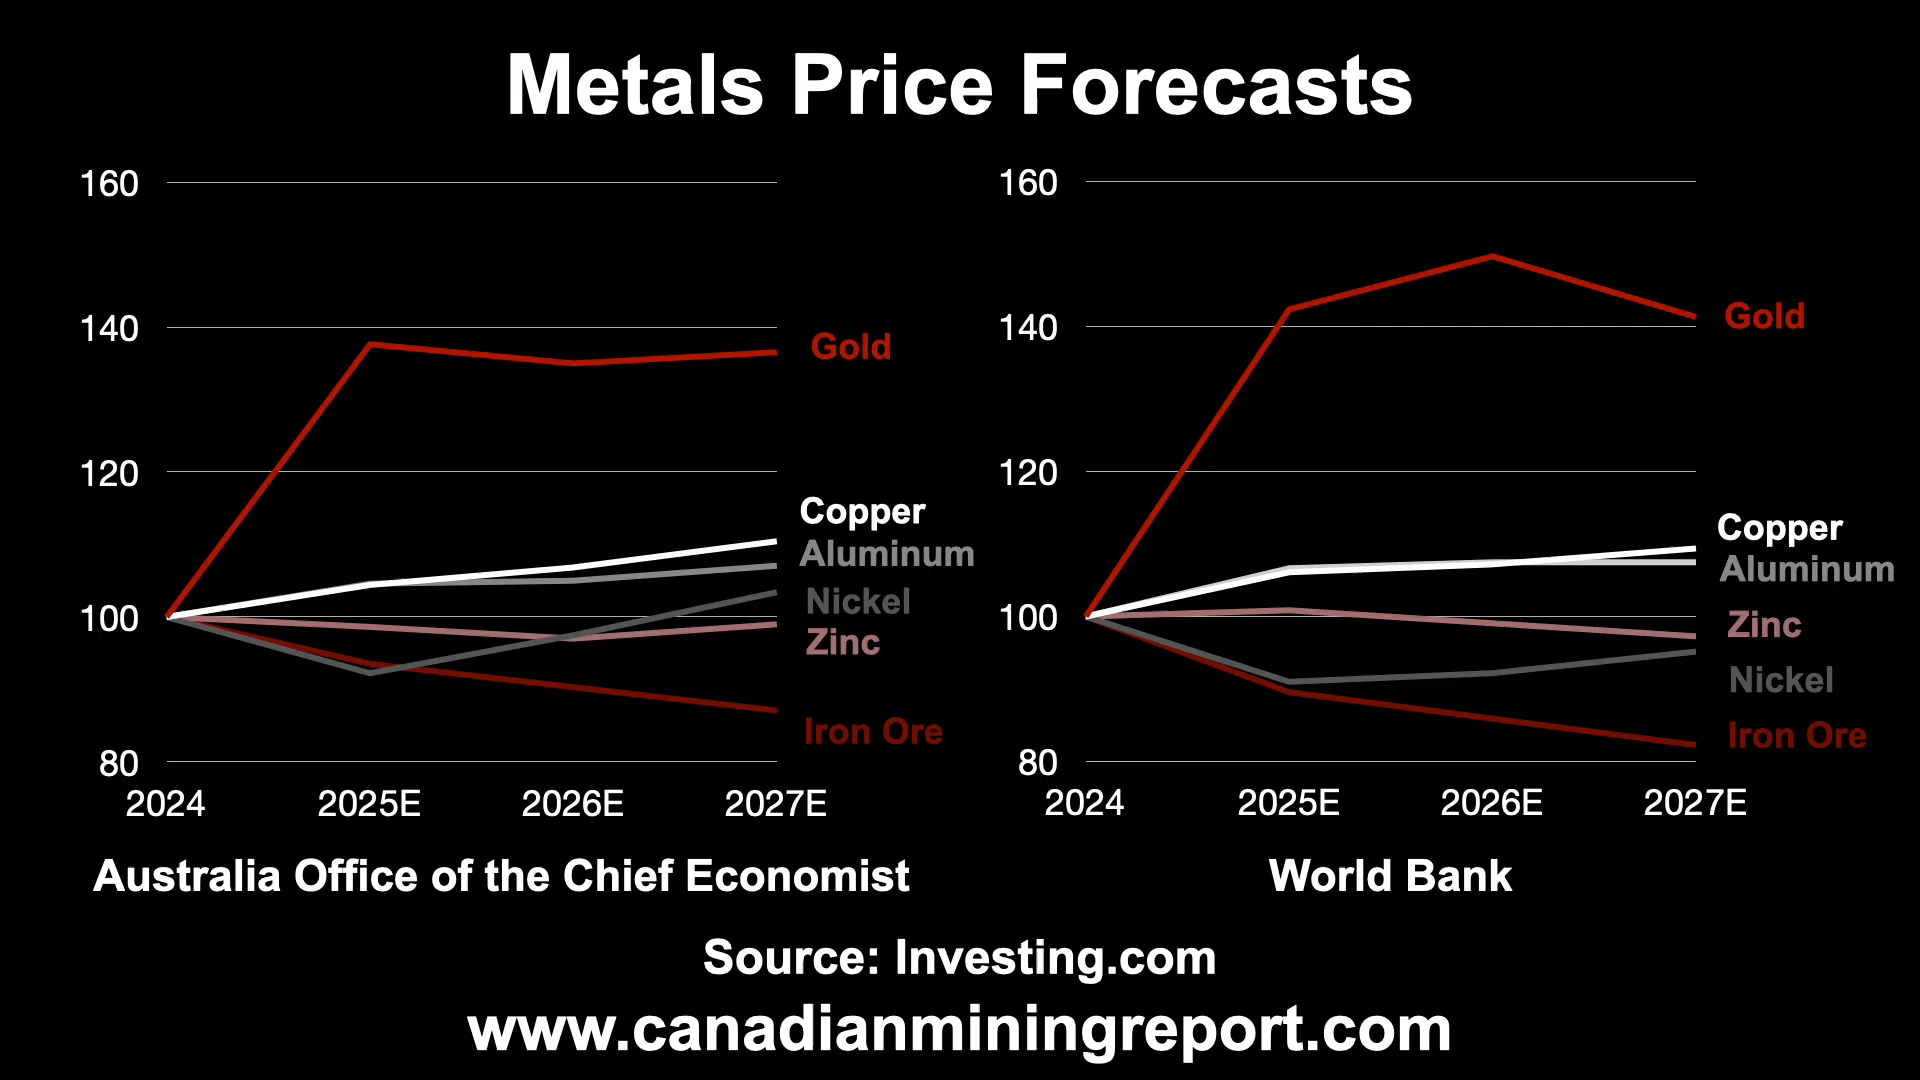 Metals Price Forecasts
160
140
120
100
80
2024 2025E 2026E 2027E
Gold
Copper
Aluminum
Nickel
Zinc
Iron Ore
Australia Office of the Chief Economist
160
140
120
100
80
2024 2025E 2026E 2027E
Gold
Copper
Aluminum
Zinc
Nickel
Iron Ore
World Bank
Source: Investing.com
www.canadianminingreport.com